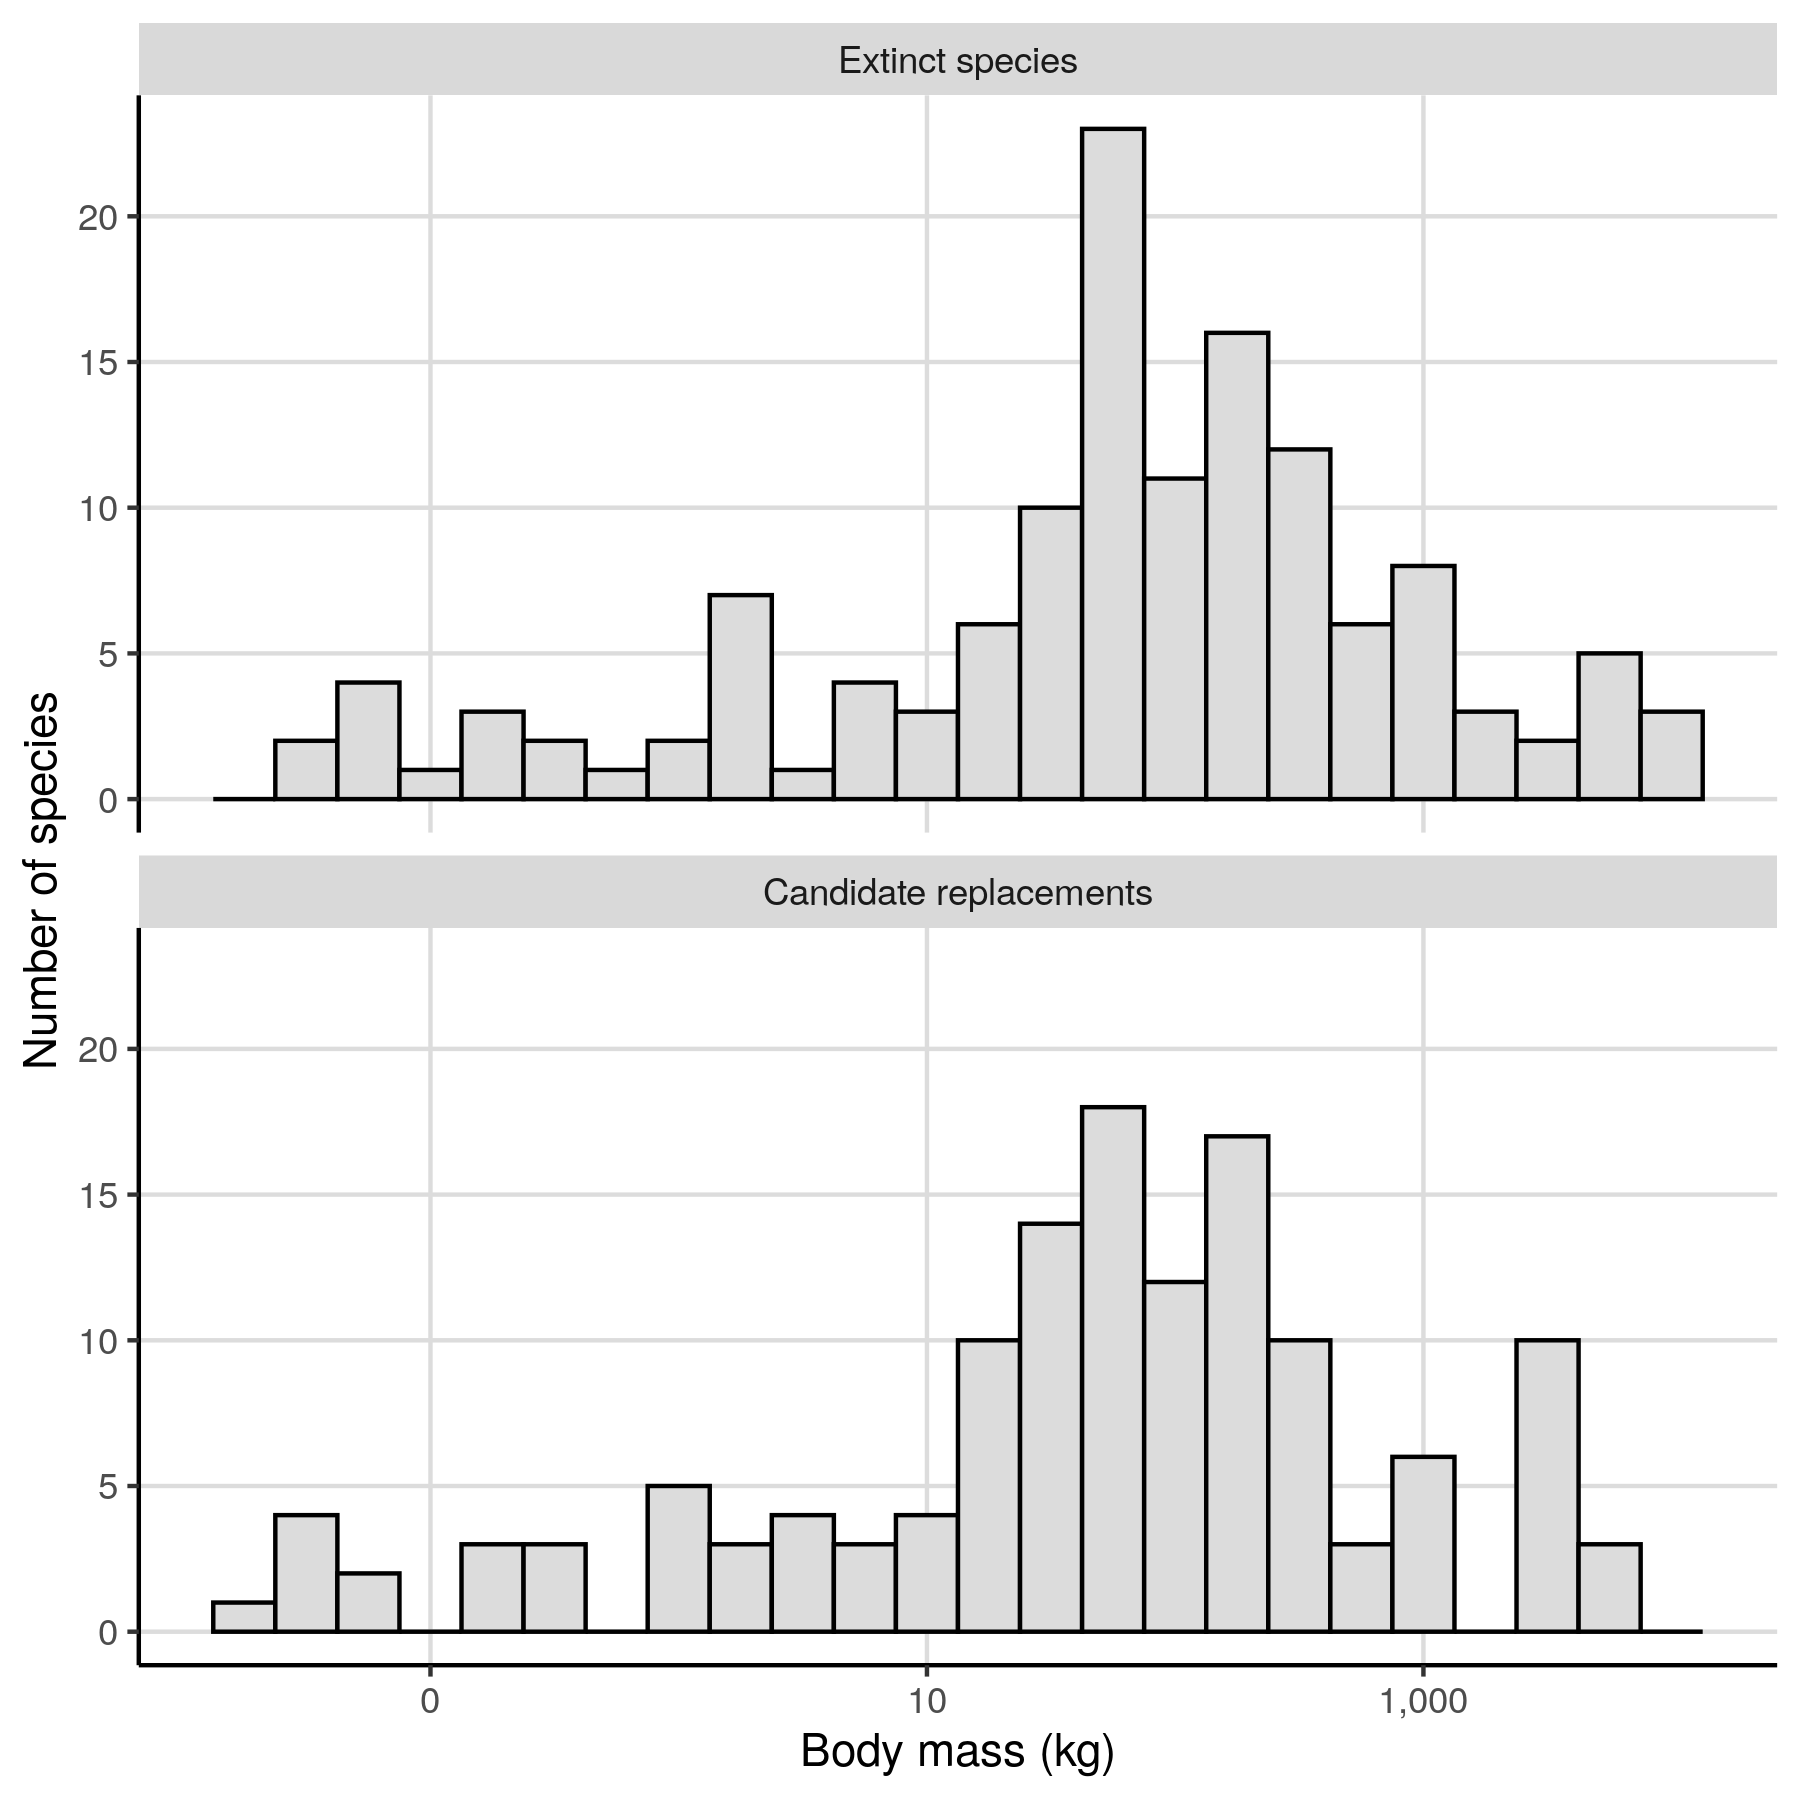 Extinct species
20
15
10
5
0
Number of species
Candidate replacements
20
15
10
5
0
0 10 1,000
Body mass (kg)